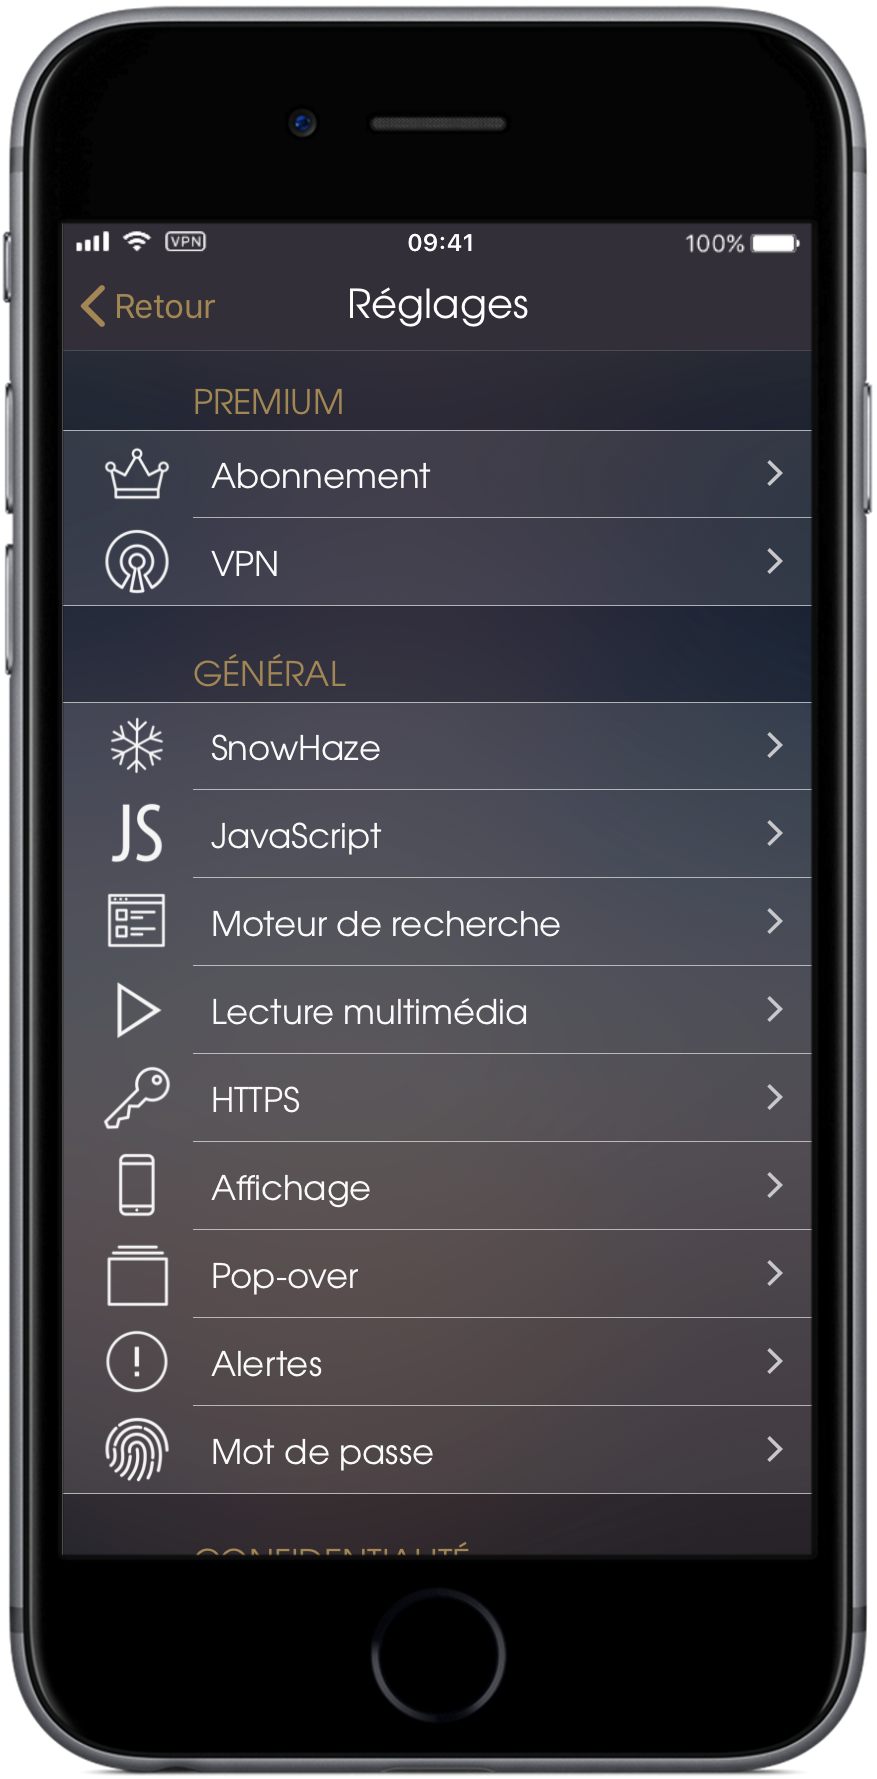 VPN 09:41 100%
Retour Réglages
PREMIUM
Abonnement
VPN
GÉNÉRAL
SnowHaze
JS JavaScript
Moteur de recherche
Lecture multimédia
HTTPS
Affichage
Pop-over
Alertes
Mot de passe
CONFIDENTIALITÉ